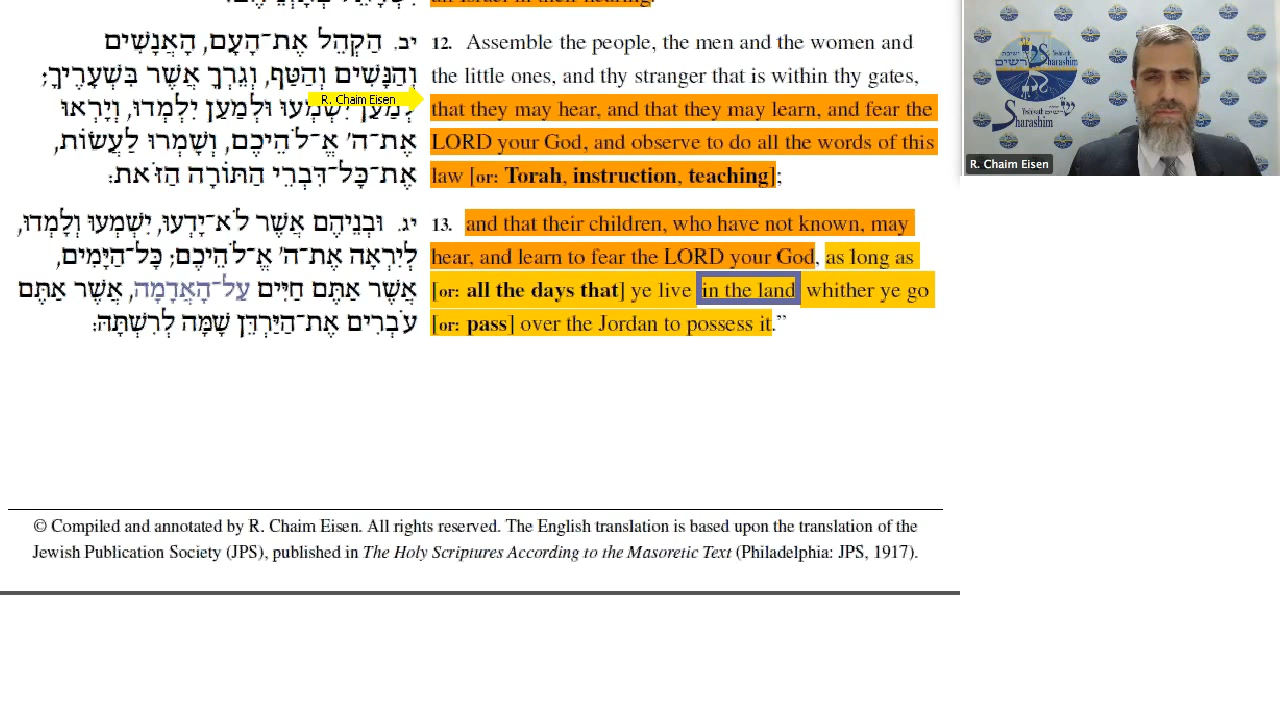 יב. הַקְהֵל אֶת־הָעָם, הָאֲנָשִׁים
וְהַנָּשִׁים וְהַטַּף, וְגֵרְךָ אֲשֶׁר בִּשְׁעָרֶיךָ;
לְמַעַן יִשְׁמְעוּ וּלְמַעַן יִלְמְדוּ, וְיָרְאוּ
אֶת־ה' אֱ־לֹהֵיכֶם, וְשָׁמְרוּ לַעֲשׂוֹת,
אֶת־כָּל־דִּבְרֵי הַתּוֹרָה הַזֹּאת:
יג. וּבְנֵיהֶם אֲשֶׁר לֹא־יָדְעוּ, יִשְׁמְעוּ וְלָמְדוּ,
לְיִרְאָה אֶת־ה' אֱ־לֹהֵיכֶם; כָּל־הַיָּמִים,
אֲשֶׁר אַתֶּם חַיִּים עַל־הָאֲדָמָה, אֲשֶׁר אַתֶּם
עֹבְרִים אֶת־הַיַּרְדֵּן שָׁמָּה לְרִשְׁתָּהּ:
R. Chaim Eisen
all Israel in their hearing.
12. Assemble the people, the men and the women and
the little ones, and thy stranger that is within thy gates,
that they may hear, and that they may learn, and fear the
LORD your God, and observe to do all the words of this
law [or: Torah, instruction, teaching];
13. and that their children, who have not known, may
hear, and learn to fear the LORD your God, as long as
[or: all the days that] ye live in the land whither ye go
[or: pass] over the Jordan to possess it.”
© Compiled and annotated by R. Chaim Eisen. All rights reserved. The English translation is based upon the translation of the
Jewish Publication Society (JPS), published in The Holy Scriptures According to the Masoretic Text (Philadelphia: JPS, 1917).
Sharashim
R. Chaim Eisen